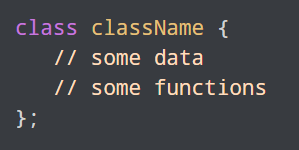 class className {
   // some data
   // some functions
};